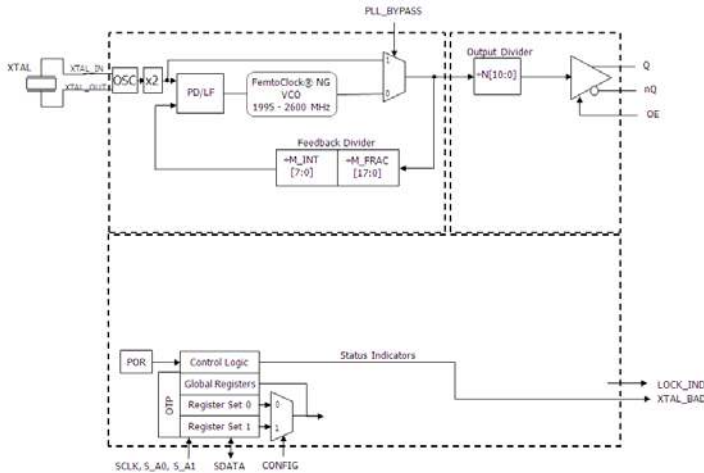 PLL_BYPASS
XTAL
XTAL_IN
XTAL_OUT
OSC
x2
PD/LF
FemtoClock® NG
VCO
1995 - 2600 MHz
1
0
Output Divider
÷N[10:0]
Q
nQ
OE
Feedback Divider
÷M_INT
[7:0]
÷M_FRAC
[17:0]
POR
Control Logic
Status Indicators
Global Registers
OTP
Register Set 0
0
Register Set 1
1
LOCK_IND
XTAL_BAD
SCLK, S_A0, S_A1
SDATA
CONFIG